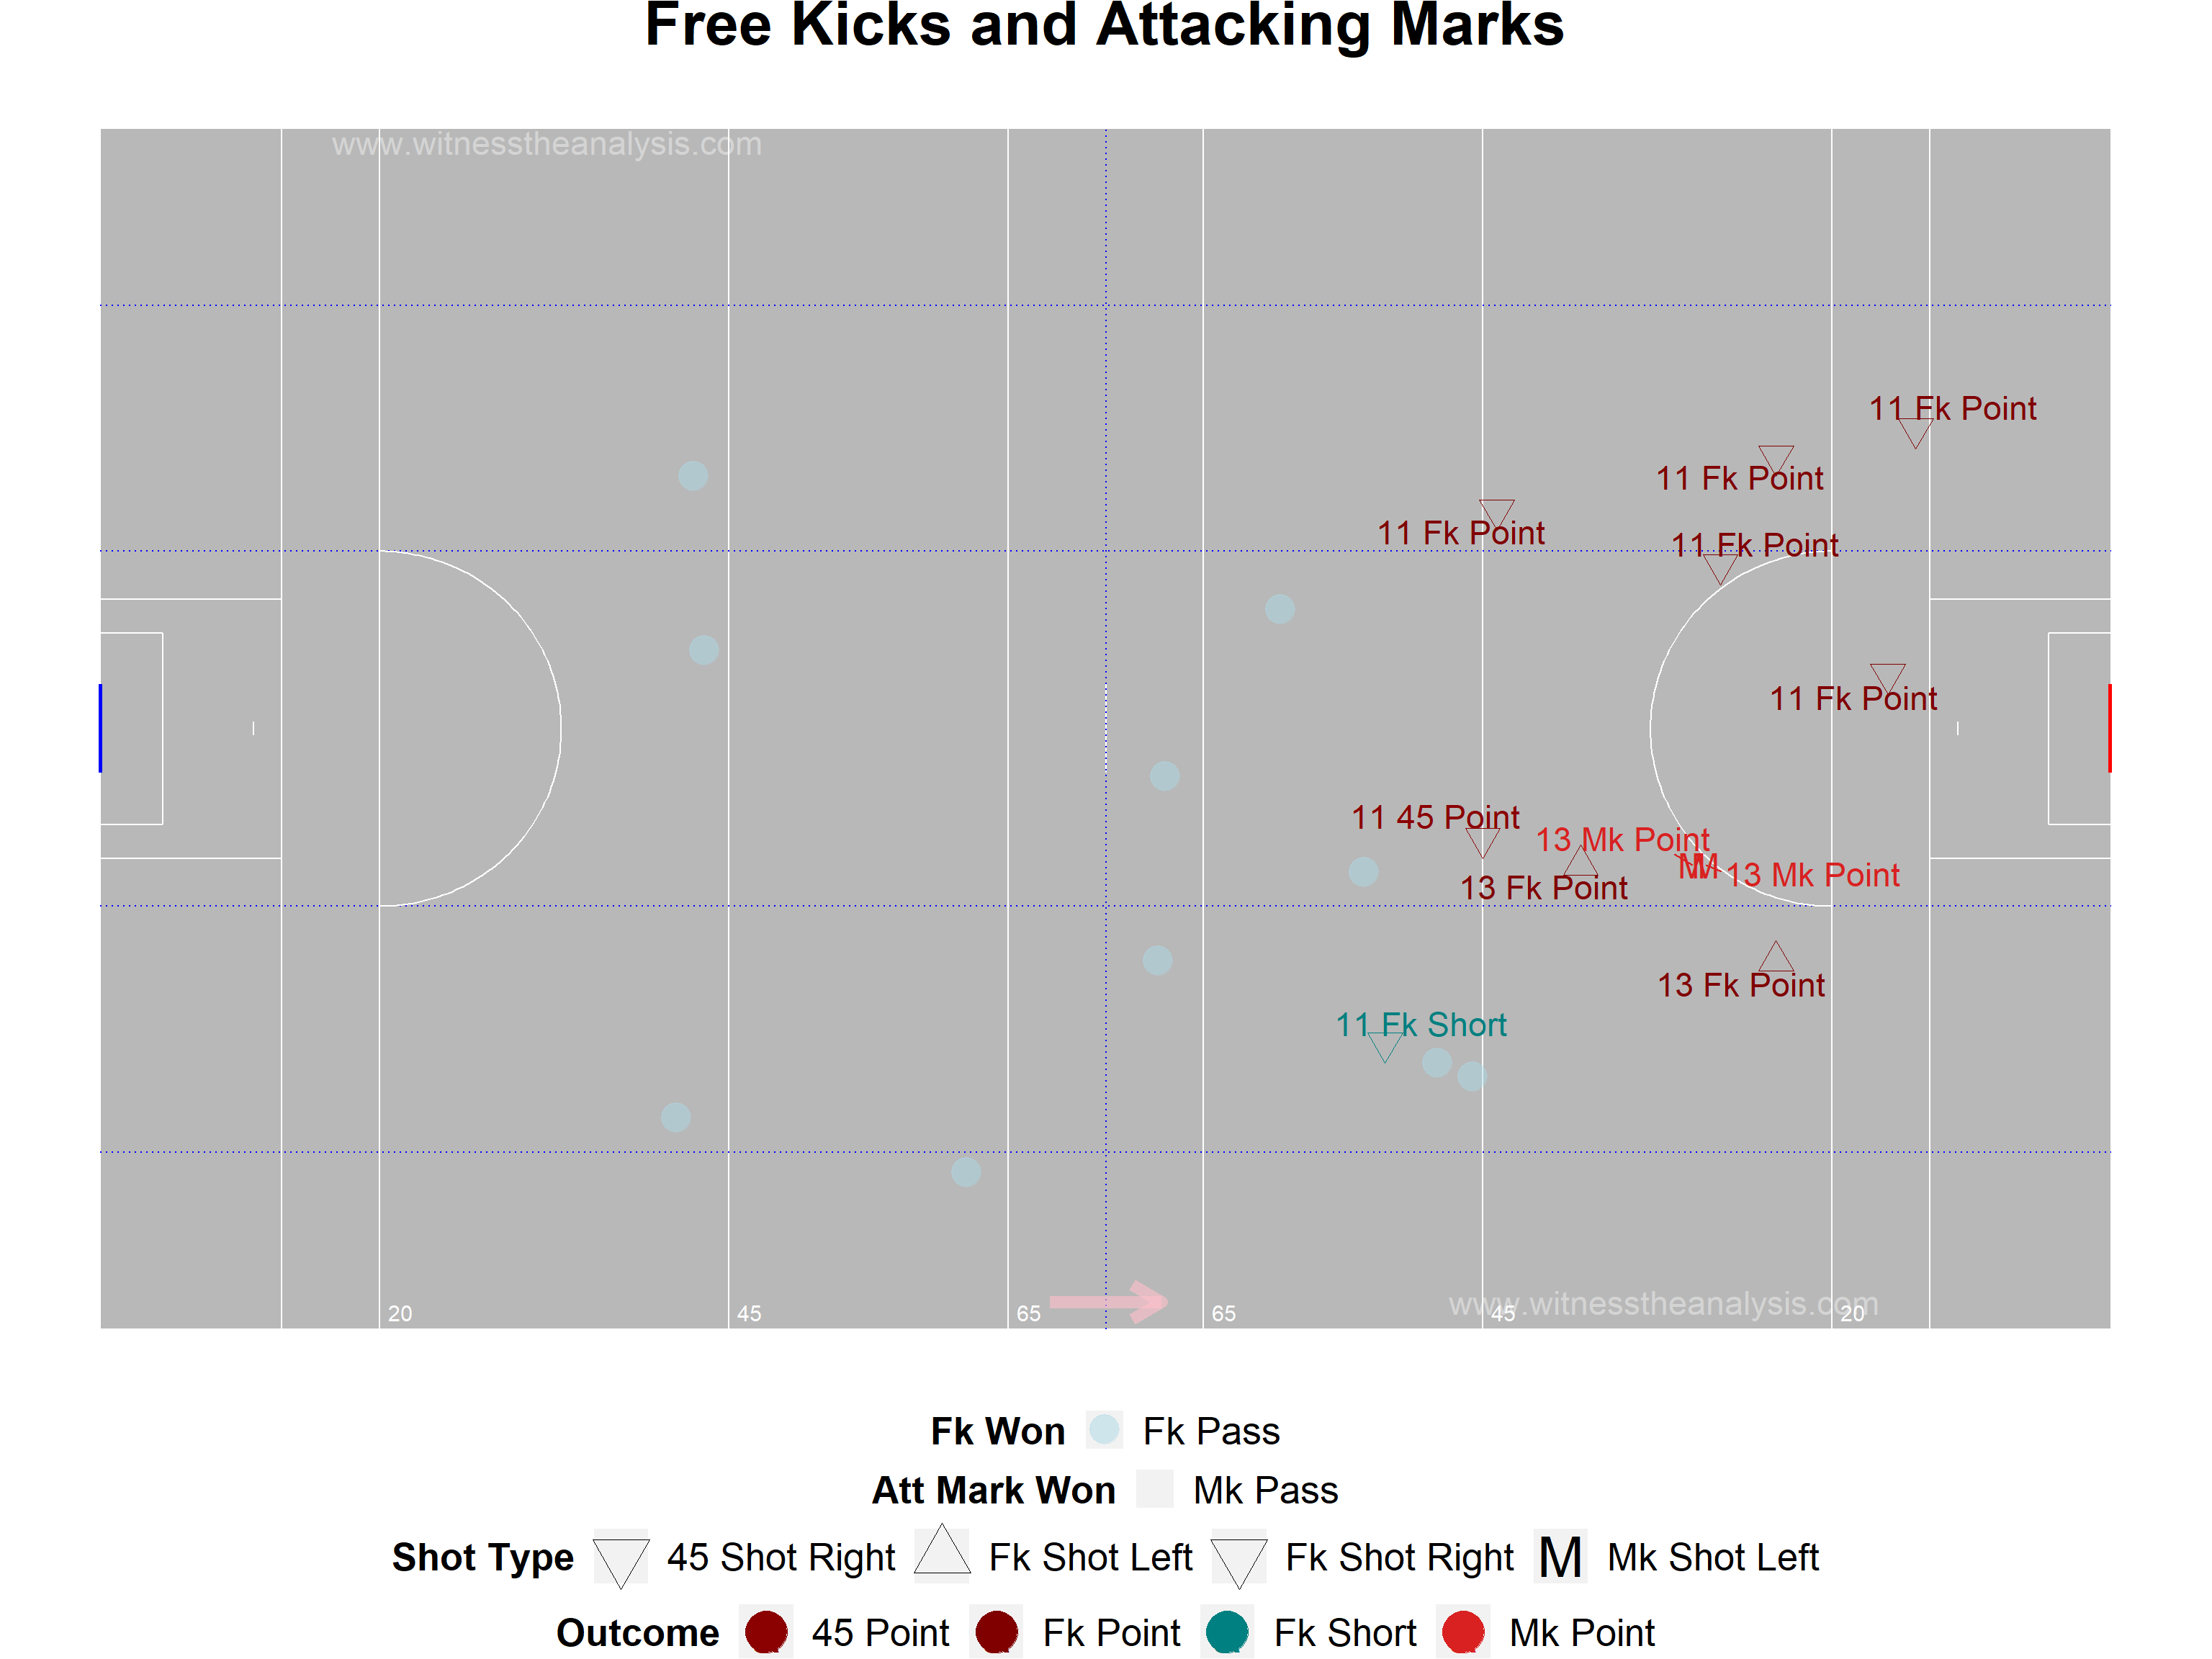 Free Kicks and Attacking Marks
www.witnesstheanalysis.com
11 Fk Point
11 Fk Point
11 Fk Point
11 Fk Point
11 Fk Point
11 45 Point
13 Mk Point
M M 13 Mk Point
13 Fk Point
13 Fk Point
11 Fk Short
www.witnesstheanalysis.com
20 45 65 65 45 20
Fk Won Fk Pass
Att Mark Won Mk Pass
Shot Type 45 Shot Right Fk Shot Left Fk Shot Right M Mk Shot Left
Outcome 45 Point Fk Point Fk Short Mk Point